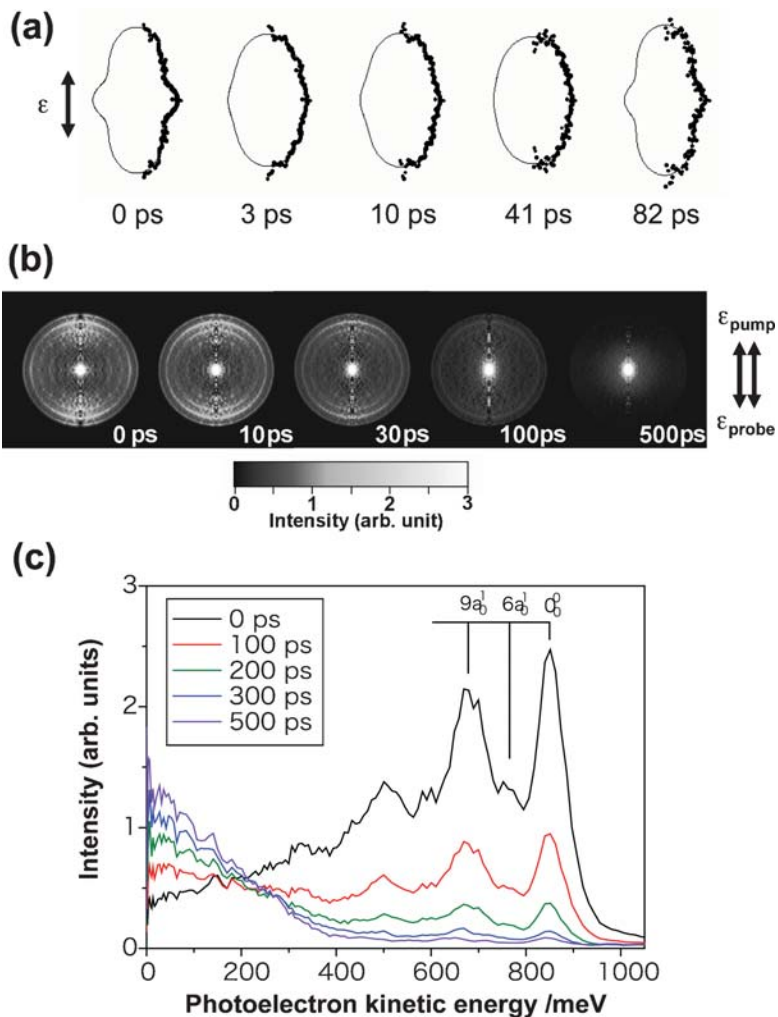 (a)
ε
0 ps 3 ps 10 ps 41 ps 82 ps
(b)
ε pump
ε probe
0 ps 10ps 30ps 100ps 500ps
0 1 2 3
Intensity (arb. unit)
(c)
3
2
1
0
Intensity (arb. units)
0 ps
100 ps
200 ps
300 ps
500 ps
9a¹₀ 6a¹₀ 0⁰₀
0 200 400 600 800 1000
Photoelectron kinetic energy /meV